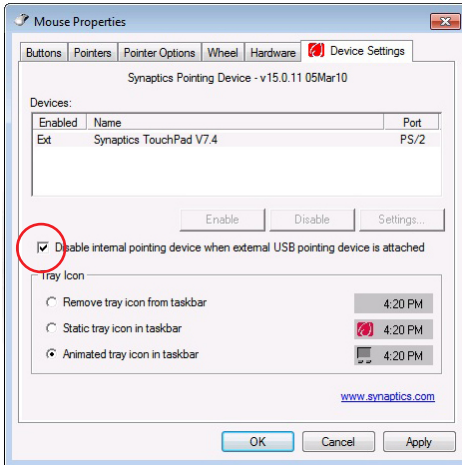 Mouse Properties
Buttons Pointers Pointer Options Wheel Hardware Device Settings
Synaptics Pointing Device - v15.0.11 05Mar10
Devices:
Enabled Name Port
Ext Synaptics TouchPad V7.4 PS/2
Enable Disable Settings...
Disable internal pointing device when external USB pointing device is attached
Tray Icon
Remove tray icon from taskbar 4:20 PM
Static tray icon in taskbar 4:20 PM
Animated tray icon in taskbar 4:20 PM
www.synaptics.com
OK Cancel Apply